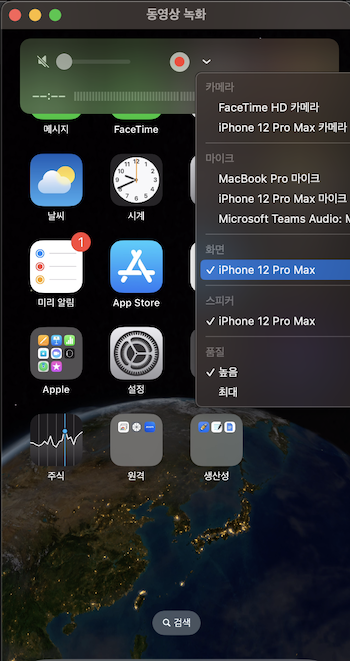 동영상 녹화
--:--
카메라
FaceTime HD 카메라
iPhone 12 Pro Max 카메라
마이크
MacBook Pro 마이크
iPhone 12 Pro Max 마이크
Microsoft Teams Audio: M
화면
✓ iPhone 12 Pro Max
스피커
✓ iPhone 12 Pro Max
품질
✓ 높음
최대
메시지
FaceTime
날씨
시계
1
미리 알림
App Store
Apple
설정
주식
원격
생산성
검색